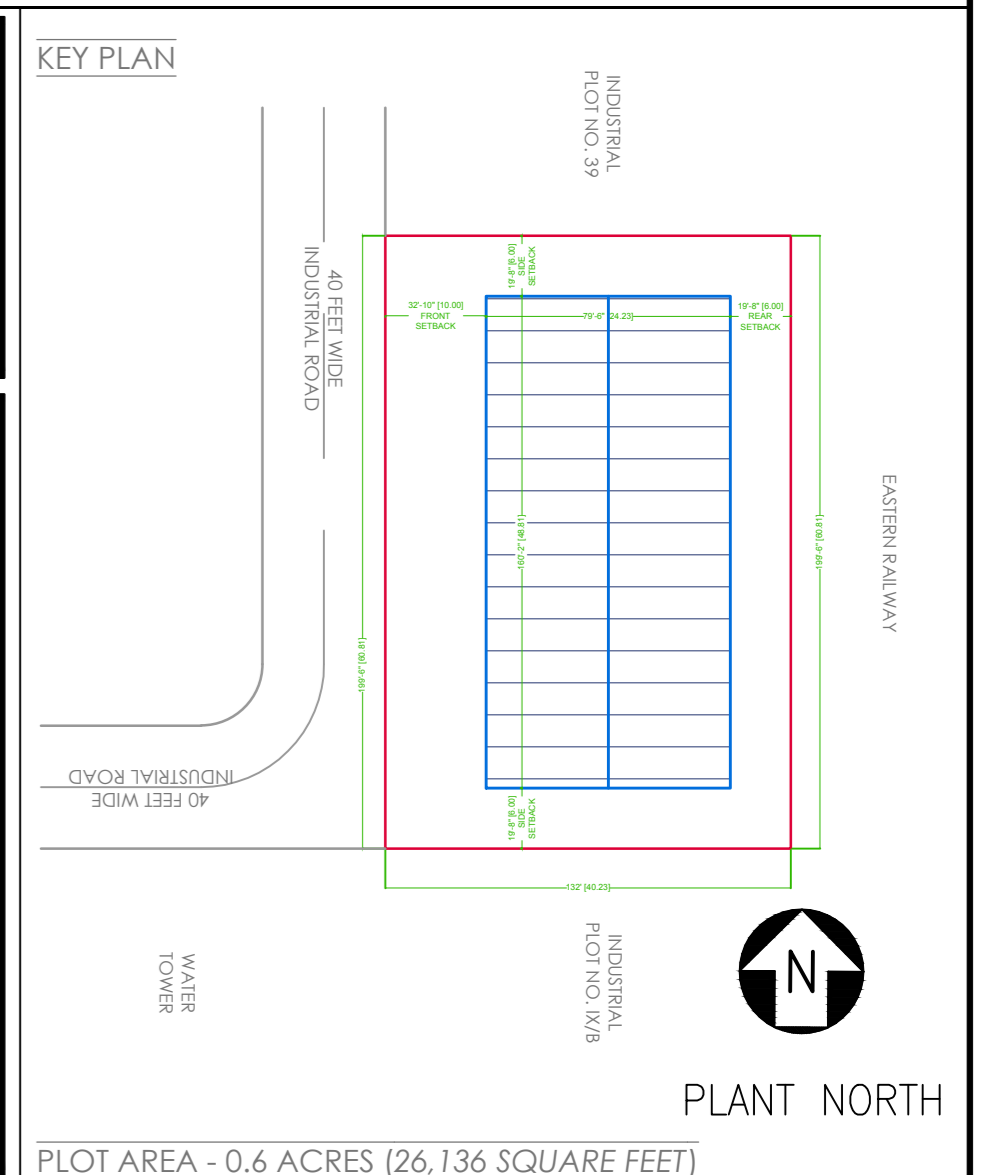 KEY PLAN
INDUSTRIAL
PLOT NO. 39
40 FEET WIDE
INDUSTRIAL ROAD
19'-8" [6.00]
SIDE
SETBACK
32'-10" [10.00]
FRONT
SETBACK
79'-6" [24.23]
19'-8" [6.00]
REAR
SETBACK
EASTERN RAILWAY
160'-2" [48.81]
199'-6" [60.81]
199'-6" [60.81]
40 FEET WIDE
INDUSTRIAL ROAD
19'-8" [6.00]
SIDE
SETBACK
132' [40.23]
WATER
TOWER
INDUSTRIAL
PLOT NO. IX/B
N
PLANT NORTH
PLOT AREA - 0.6 ACRES (26,136 SQUARE FEET)